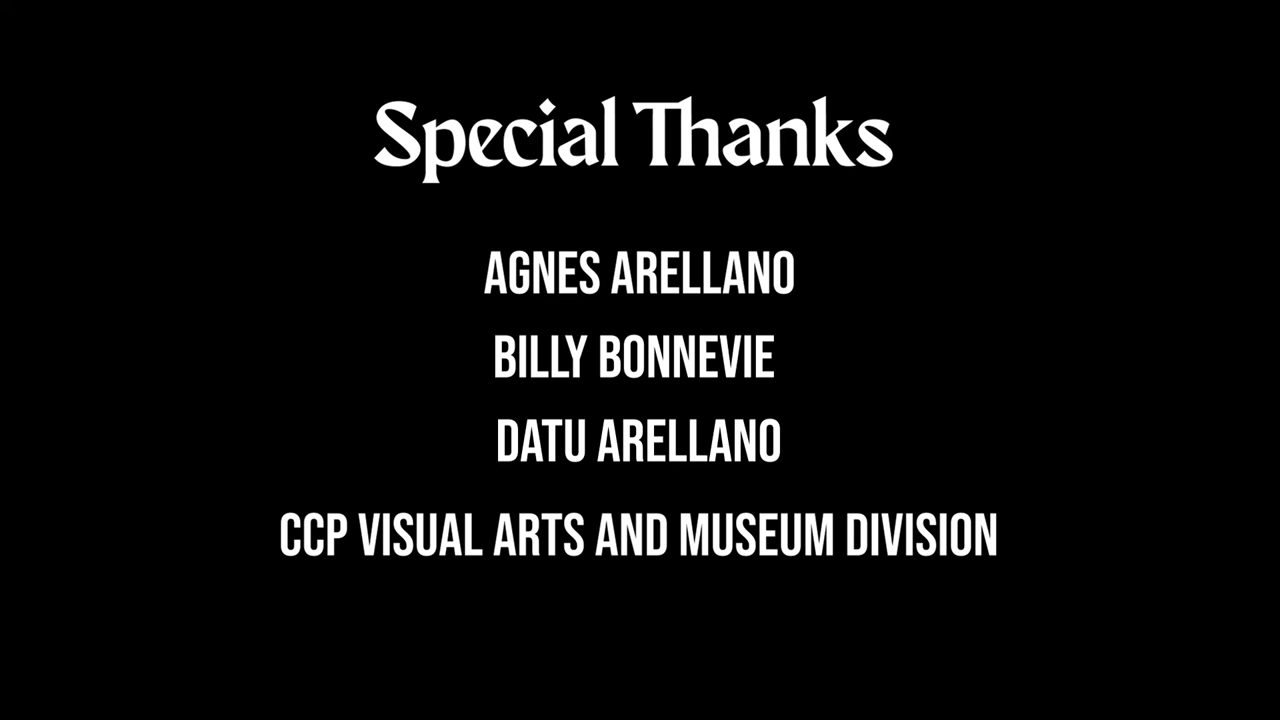 Special Thanks
AGNES ARELLANO
BILLY BONNEVIE
DATU ARELLANO
CCP VISUAL ARTS AND MUSEUM DIVISION